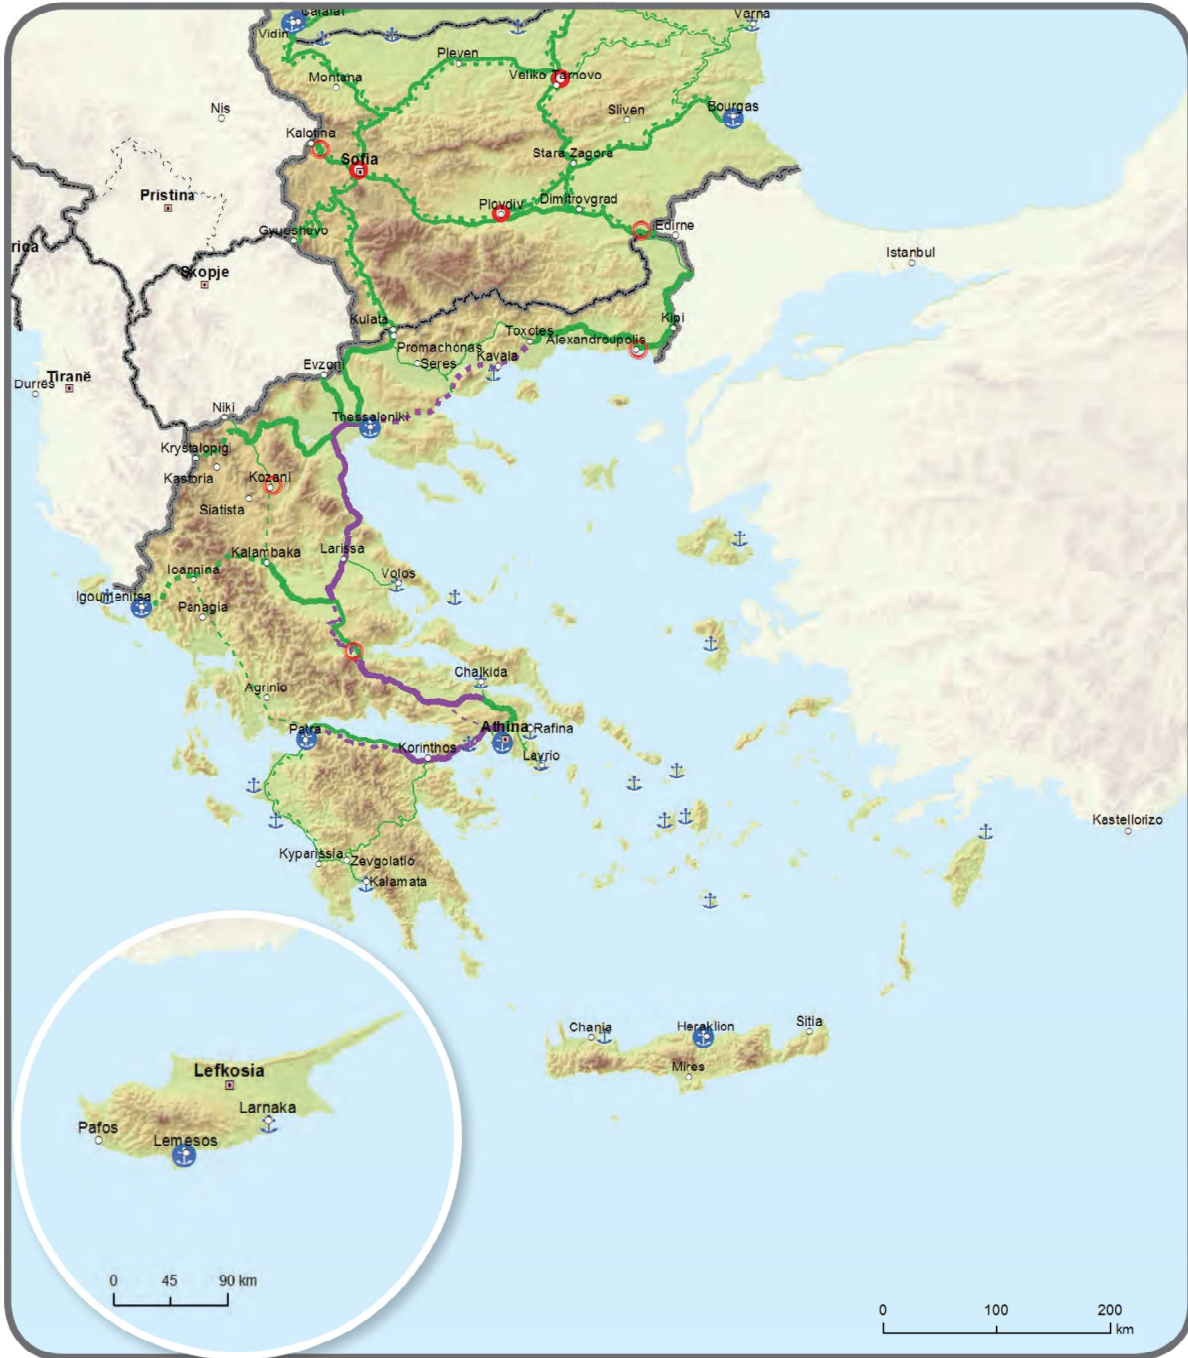 Calafat
Varna
Vidin
Pleven
Montana
Veliko Tarnovo
Nis
Sliven
Bourgas
Kalotina
Sofia
Stara Zagora
Pristina
Plovdiv
Dimitrovgrad
Gyueshevo
Edirne
rica
Istanbul
Skopje
Kulata
Toxotes
Kipi
Promachonas
Alexandroupolis
Evzoni
Seres
Kavala
Tiranë
Durrës
Niki
Thessaloniki
Krystalopigi
Kastoria
Kozani
Siatista
Kalambaka
Larissa
Ioannina
Volos
Igoumenitsa
Panagia
Chalkida
Agrinio
Patra
Athina
Rafina
Korinthos
Lavrio
Kastellorizo
Kyparissia
Zevgolatio
Kalamata
Chania
Heraklion
Sitia
Mires
Lefkosia
Larnaka
Pafos
Lemesos
0 45 90 km
0 100 200
km